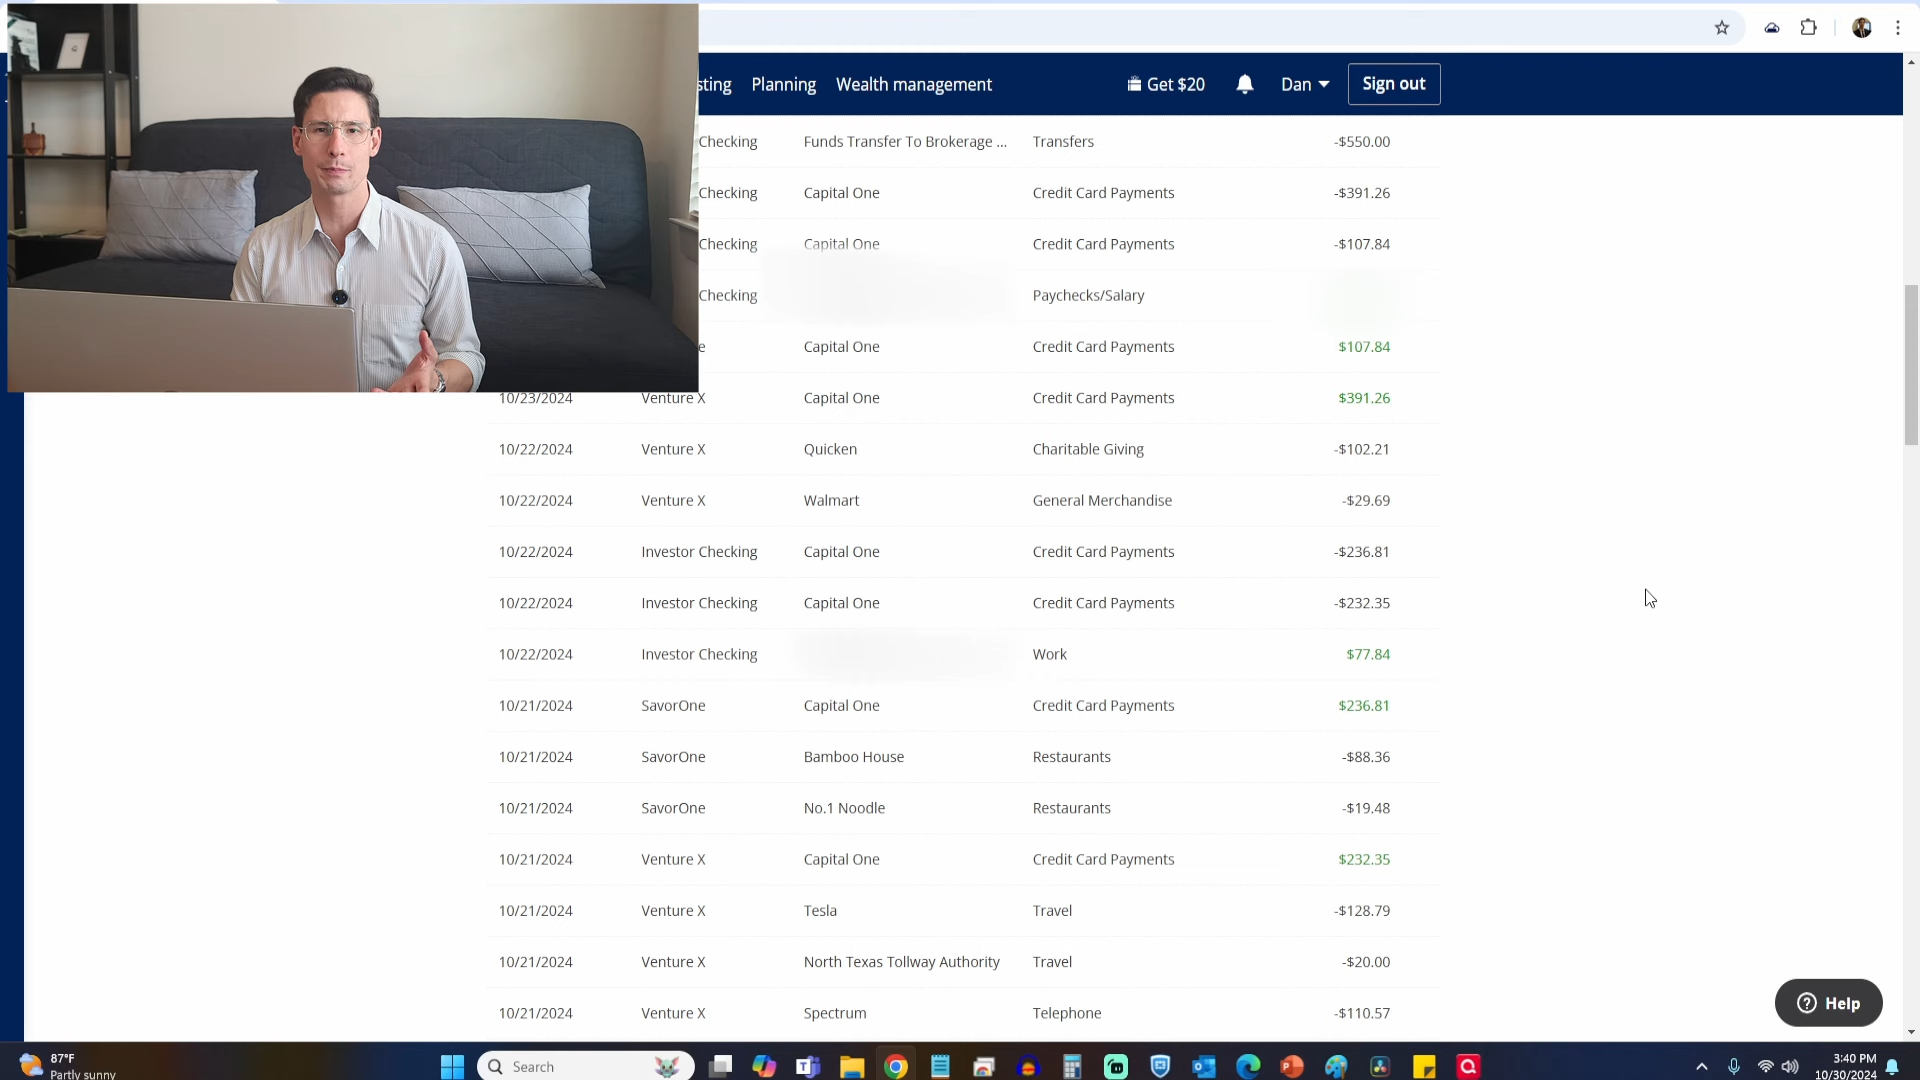 sting Planning Wealth management Get $20 Dan Sign out
Checking Funds Transfer To Brokerage ... Transfers -$550.00
Checking Capital One Credit Card Payments -$391.26
Checking Capital One Credit Card Payments -$107.84
Checking Paychecks/Salary
e Capital One Credit Card Payments $107.84
10/23/2024 Venture X Capital One Credit Card Payments $391.26
10/22/2024 Venture X Quicken Charitable Giving -$102.21
10/22/2024 Venture X Walmart General Merchandise -$29.69
10/22/2024 Investor Checking Capital One Credit Card Payments -$236.81
10/22/2024 Investor Checking Capital One Credit Card Payments -$232.35
10/22/2024 Investor Checking Work $77.84
10/21/2024 SavorOne Capital One Credit Card Payments $236.81
10/21/2024 SavorOne Bamboo House Restaurants -$88.36
10/21/2024 SavorOne No.1 Noodle Restaurants -$19.48
10/21/2024 Venture X Capital One Credit Card Payments $232.35
10/21/2024 Venture X Tesla Travel -$128.79
10/21/2024 Venture X North Texas Tollway Authority Travel -$20.00
10/21/2024 Venture X Spectrum Telephone -$110.57
Help
87°F
Partly sunny
Search
3:40 PM
10/30/2024